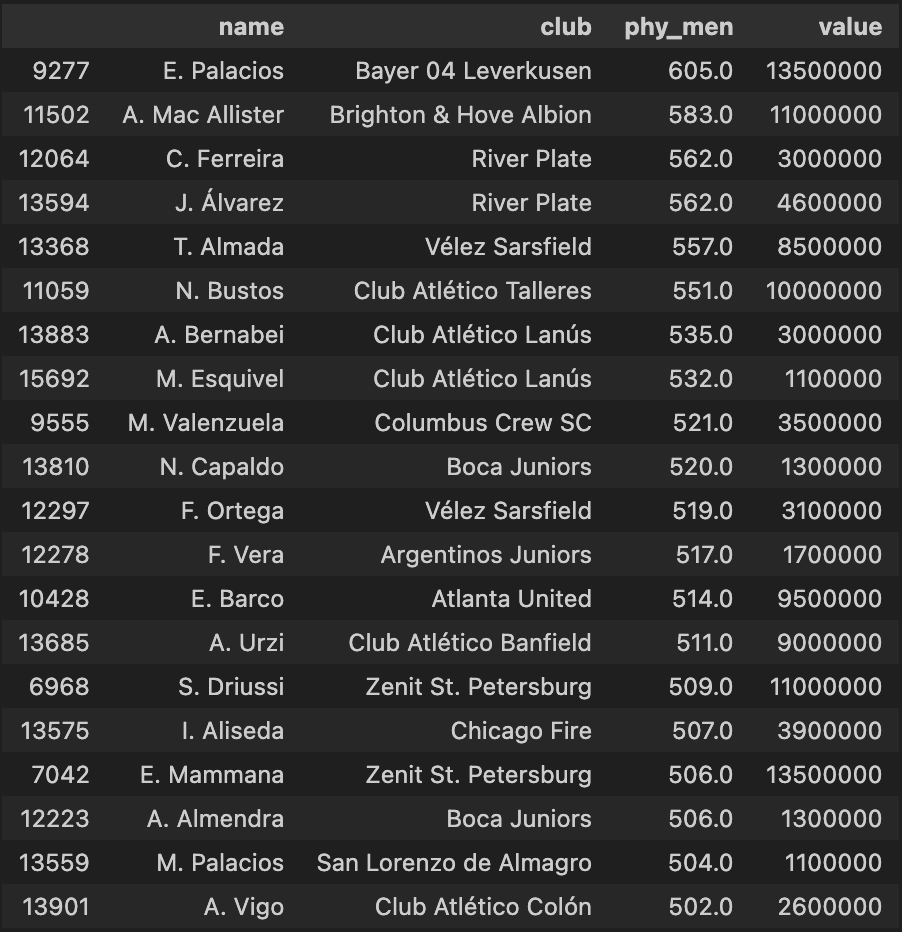 name club phy_men value
9277 E. Palacios Bayer 04 Leverkusen 605.0 13500000
11502 A. Mac Allister Brighton & Hove Albion 583.0 11000000
12064 C. Ferreira River Plate 562.0 3000000
13594 J. Álvarez River Plate 562.0 4600000
13368 T. Almada Vélez Sarsfield 557.0 8500000
11059 N. Bustos Club Atlético Talleres 551.0 10000000
13883 A. Bernabei Club Atlético Lanús 535.0 3000000
15692 M. Esquivel Club Atlético Lanús 532.0 1100000
9555 M. Valenzuela Columbus Crew SC 521.0 3500000
13810 N. Capaldo Boca Juniors 520.0 1300000
12297 F. Ortega Vélez Sarsfield 519.0 3100000
12278 F. Vera Argentinos Juniors 517.0 1700000
10428 E. Barco Atlanta United 514.0 9500000
13685 A. Urzi Club Atlético Banfield 511.0 9000000
6968 S. Driussi Zenit St. Petersburg 509.0 11000000
13575 I. Aliseda Chicago Fire 507.0 3900000
7042 E. Mammana Zenit St. Petersburg 506.0 13500000
12223 A. Almendra Boca Juniors 506.0 1300000
13559 M. Palacios San Lorenzo de Almagro 504.0 1100000
13901 A. Vigo Club Atlético Colón 502.0 2600000